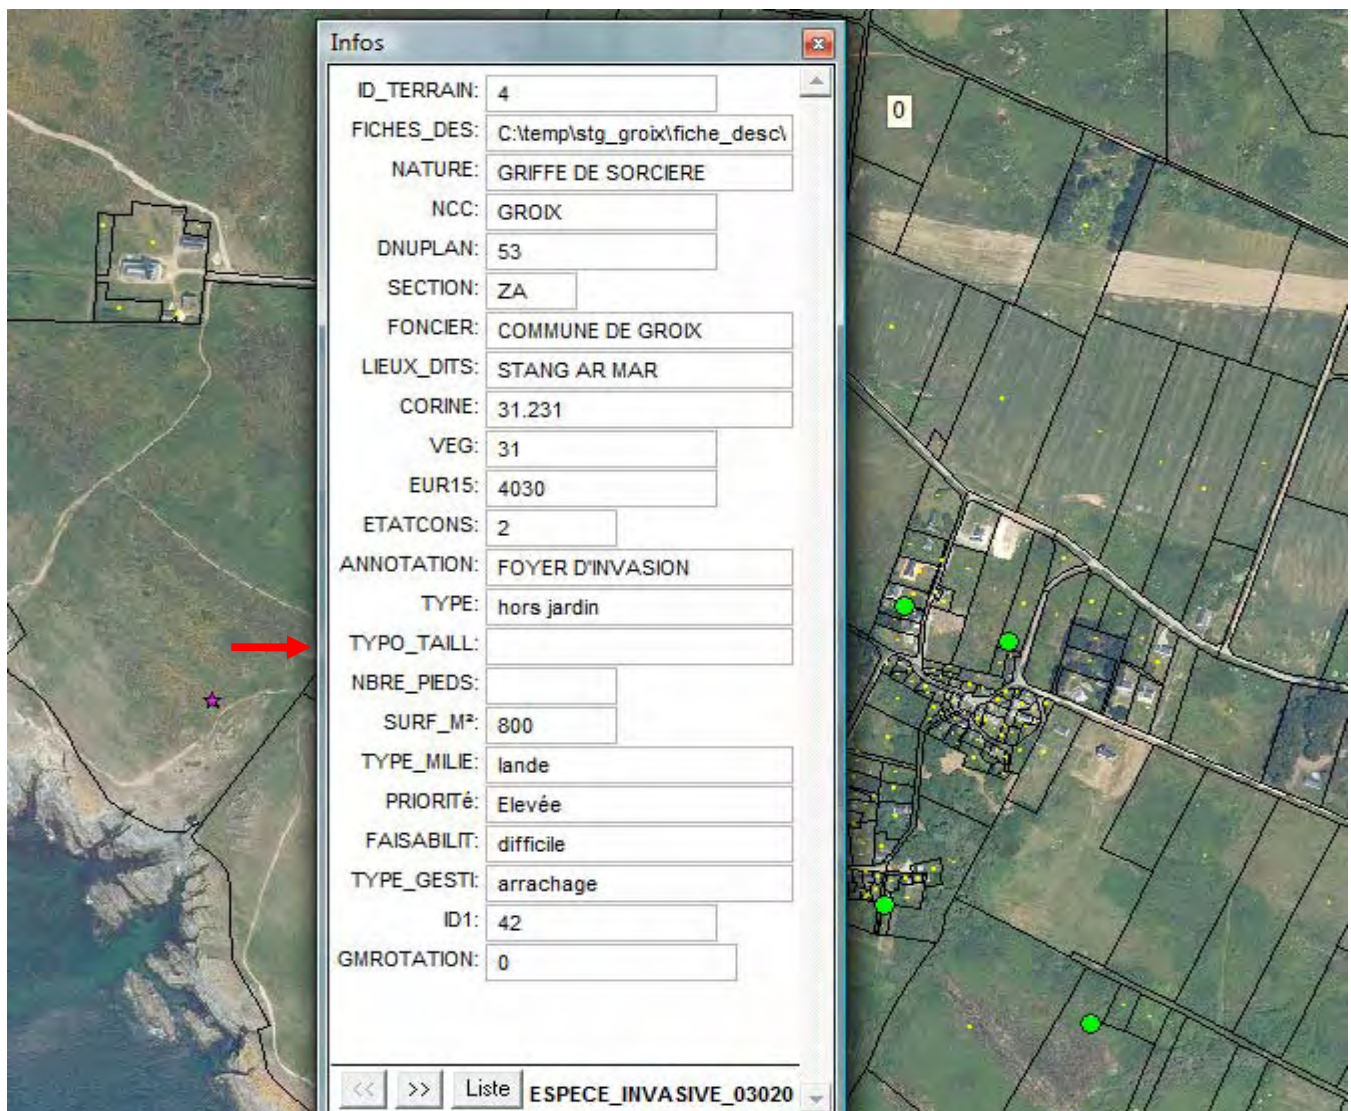 Infos
ID_TERRAIN: 4
FICHES_DES: C:\temp\stg_groix\fiche_desc\
NATURE: GRIFFE DE SORCIERE
NCC: GROIX
DNUPLAN: 53
SECTION: ZA
FONCIER: COMMUNE DE GROIX
LIEUX_DITS: STANG AR MAR
CORINE: 31.231
VEG: 31
EUR15: 4030
ETATCONS: 2
ANNOTATION: FOYER D'INVASION
TYPE: hors jardin
TYPO_TAILL:
NBRE_PIEDS:
SURF_M²: 800
TYPE_MILIE: lande
PRIORITé: Elevée
FAISABILIT: difficile
TYPE_GESTI: arrachage
ID1: 42
GMROTATION: 0
<< >> Liste ESPECE_INVASIVE_03020
0